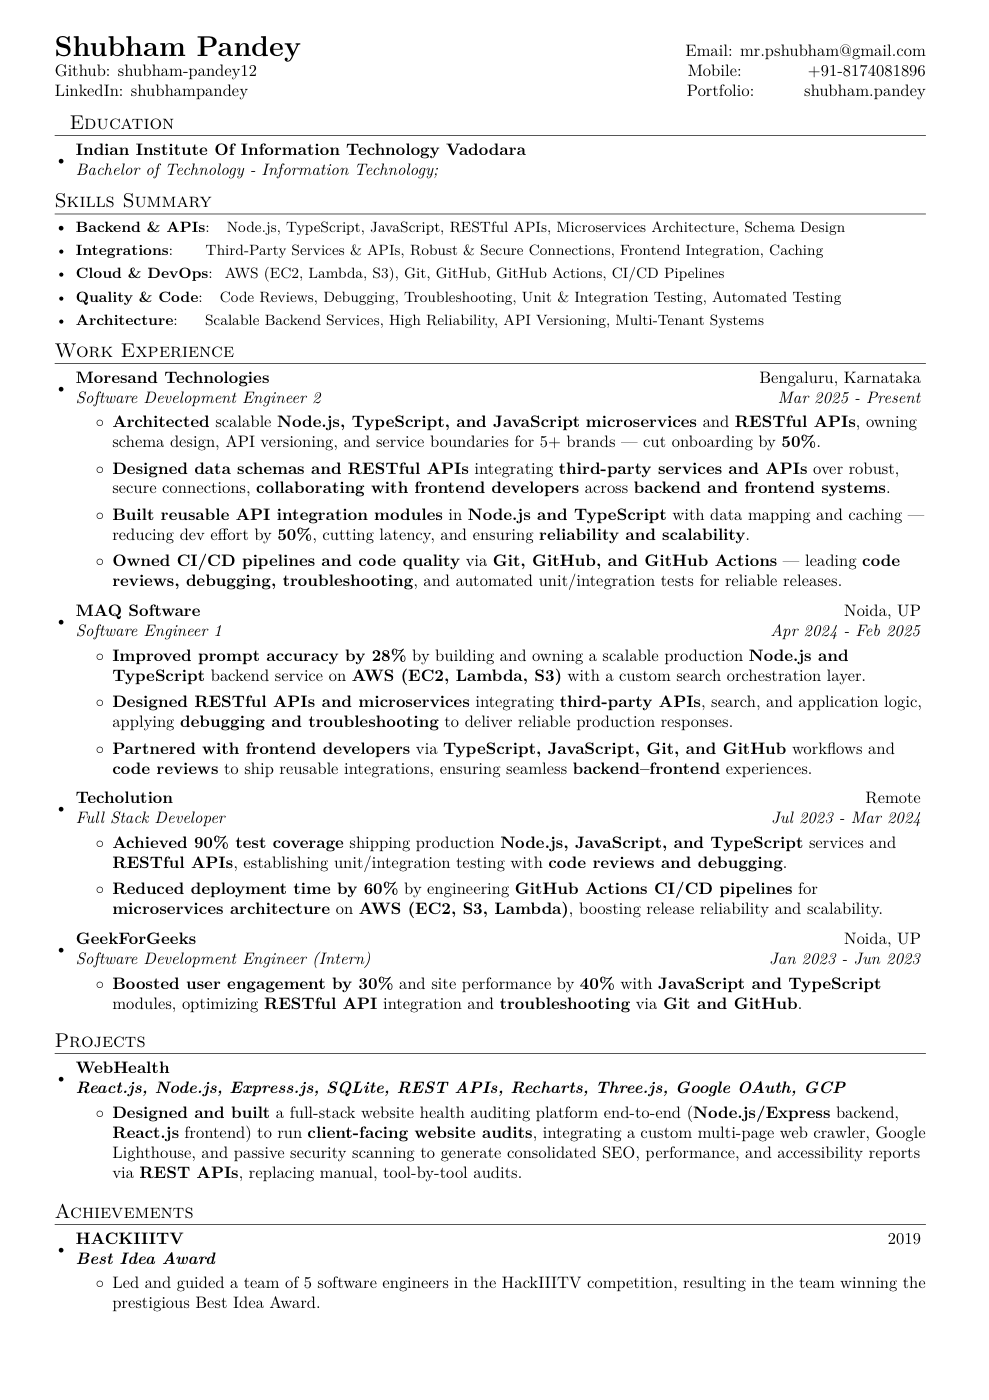 Shubham Pandey
Github: shubham-pandey12
LinkedIn: shubhampandey
Email: mr.pshubham@gmail.com
Mobile: +91-8174081896
Portfolio: shubham.pandey
Education
• Indian Institute Of Information Technology Vadodara
Bachelor of Technology - Information Technology;
Skills Summary
• Backend & APIs: Node.js, TypeScript, JavaScript, RESTful APIs, Microservices Architecture, Schema Design
• Integrations: Third-Party Services & APIs, Robust & Secure Connections, Frontend Integration, Caching
• Cloud & DevOps: AWS (EC2, Lambda, S3), Git, GitHub, GitHub Actions, CI/CD Pipelines
• Quality & Code: Code Reviews, Debugging, Troubleshooting, Unit & Integration Testing, Automated Testing
• Architecture: Scalable Backend Services, High Reliability, API Versioning, Multi-Tenant Systems
Work Experience
• Moresand Technologies Bengaluru, Karnataka
Software Development Engineer 2 Mar 2025 - Present
◦ Architected scalable Node.js, TypeScript, and JavaScript microservices and RESTful APIs, owning
schema design, API versioning, and service boundaries for 5+ brands — cut onboarding by 50%.
◦ Designed data schemas and RESTful APIs integrating third-party services and APIs over robust,
secure connections, collaborating with frontend developers across backend and frontend systems.
◦ Built reusable API integration modules in Node.js and TypeScript with data mapping and caching —
reducing dev effort by 50%, cutting latency, and ensuring reliability and scalability.
◦ Owned CI/CD pipelines and code quality via Git, GitHub, and GitHub Actions — leading code
reviews, debugging, troubleshooting, and automated unit/integration tests for reliable releases.
• MAQ Software Noida, UP
Software Engineer 1 Apr 2024 - Feb 2025
◦ Improved prompt accuracy by 28% by building and owning a scalable production Node.js and
TypeScript backend service on AWS (EC2, Lambda, S3) with a custom search orchestration layer.
◦ Designed RESTful APIs and microservices integrating third-party APIs, search, and application logic,
applying debugging and troubleshooting to deliver reliable production responses.
◦ Partnered with frontend developers via TypeScript, JavaScript, Git, and GitHub workflows and
code reviews to ship reusable integrations, ensuring seamless backend–frontend experiences.
• Techolution Remote
Full Stack Developer Jul 2023 - Mar 2024
◦ Achieved 90% test coverage shipping production Node.js, JavaScript, and TypeScript services and
RESTful APIs, establishing unit/integration testing with code reviews and debugging.
◦ Reduced deployment time by 60% by engineering GitHub Actions CI/CD pipelines for
microservices architecture on AWS (EC2, S3, Lambda), boosting release reliability and scalability.
• GeekForGeeks Noida, UP
Software Development Engineer (Intern) Jan 2023 - Jun 2023
◦ Boosted user engagement by 30% and site performance by 40% with JavaScript and TypeScript
modules, optimizing RESTful API integration and troubleshooting via Git and GitHub.
Projects
• WebHealth
React.js, Node.js, Express.js, SQLite, REST APIs, Recharts, Three.js, Google OAuth, GCP
◦ Designed and built a full-stack website health auditing platform end-to-end (Node.js/Express backend,
React.js frontend) to run client-facing website audits, integrating a custom multi-page web crawler, Google
Lighthouse, and passive security scanning to generate consolidated SEO, performance, and accessibility reports
via REST APIs, replacing manual, tool-by-tool audits.
Achievements
• HACKIIITV 2019
Best Idea Award
◦ Led and guided a team of 5 software engineers in the HackIIITV competition, resulting in the team winning the
prestigious Best Idea Award.